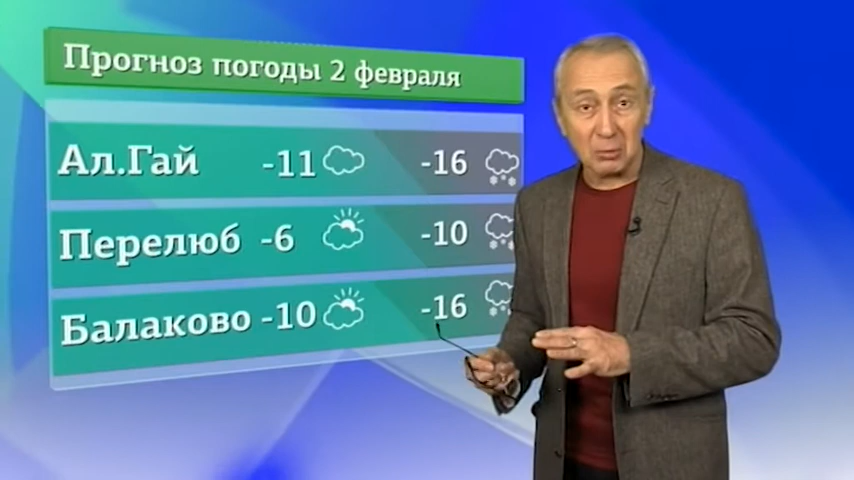 Прогноз погоды 2 февраля
Ал.Гай -11 -16
Перелюб -6 -10
Балаково -10 -16